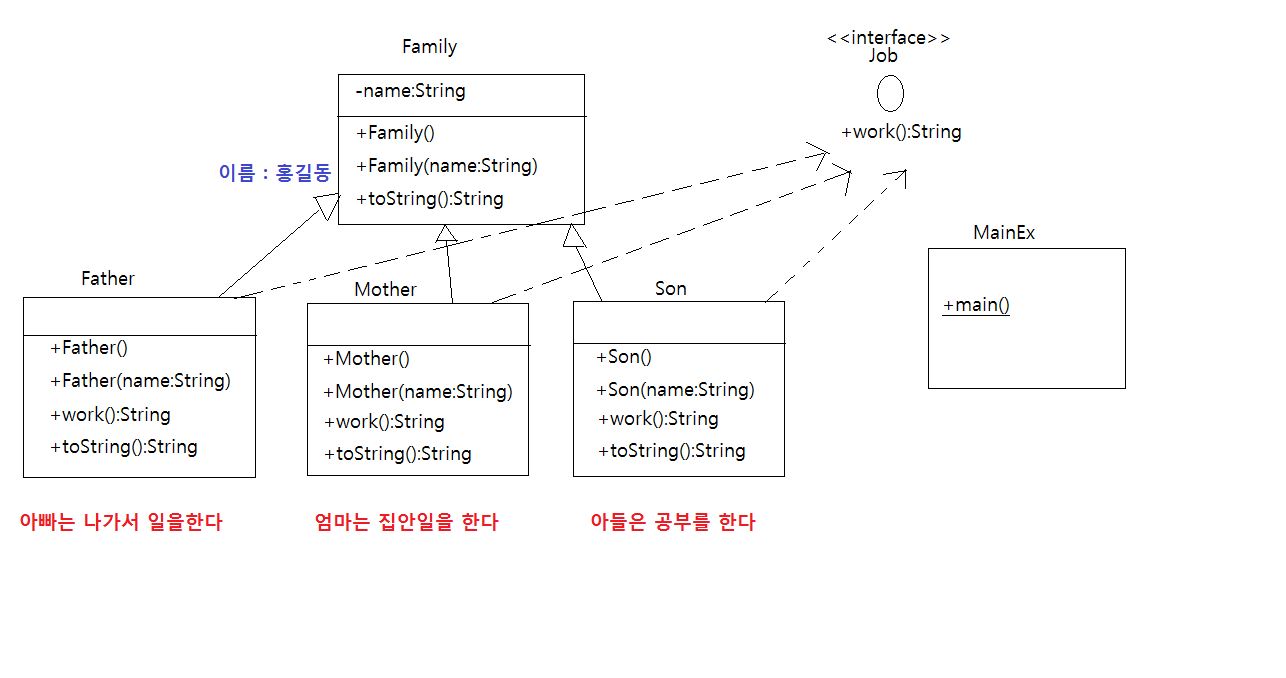 Family
-name:String
+Family()
+Family(name:String)
+toString():String
이름 : 홍길동
<<interface>>
Job
+work():String
MainEx
+main()
Father
+Father()
+Father(name:String)
+work():String
+toString():String
아빠는 나가서 일을한다
Mother
+Mother()
+Mother(name:String)
+work():String
+toString():String
엄마는 집안일을 한다
Son
+Son()
+Son(name:String)
+work():String
+toString():String
아들은 공부를 한다